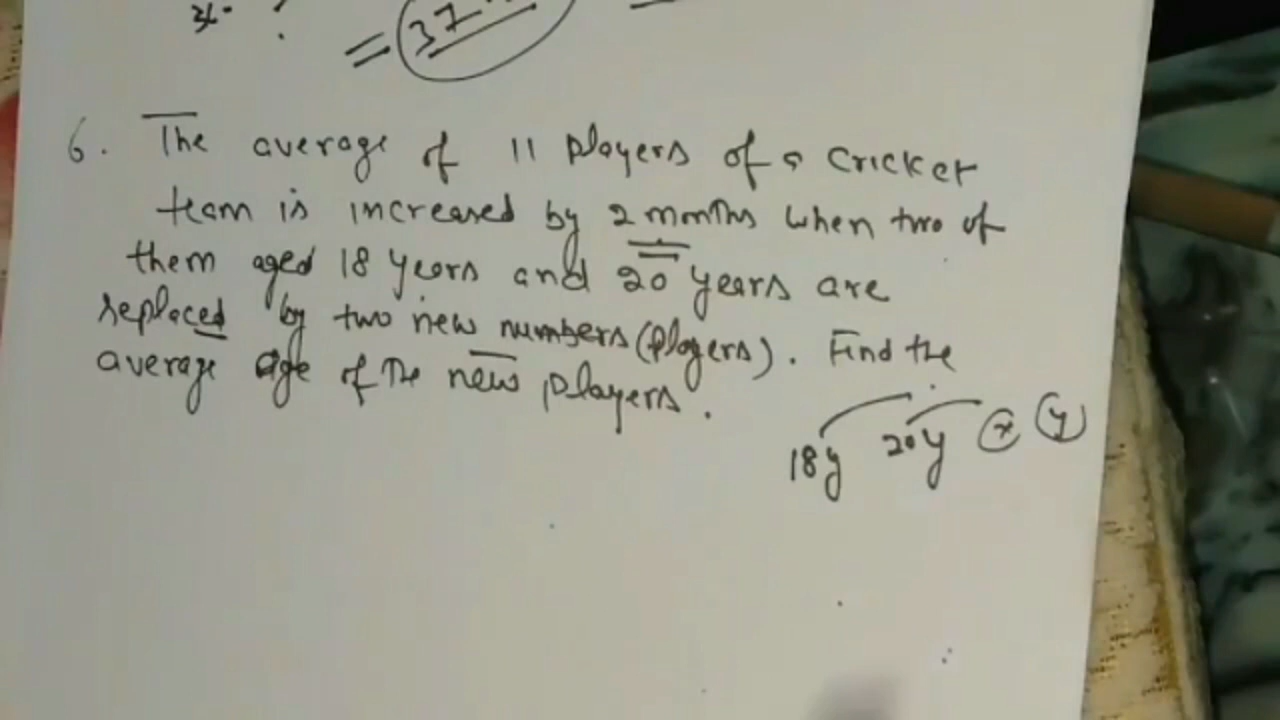 = 37
6. The average of 11 players of a cricket
team is increased by 2 months when two of
them aged 18 years and 20 years are
replaced by two new numbers (players). Find the
average age of the new players.
18y 20y x y